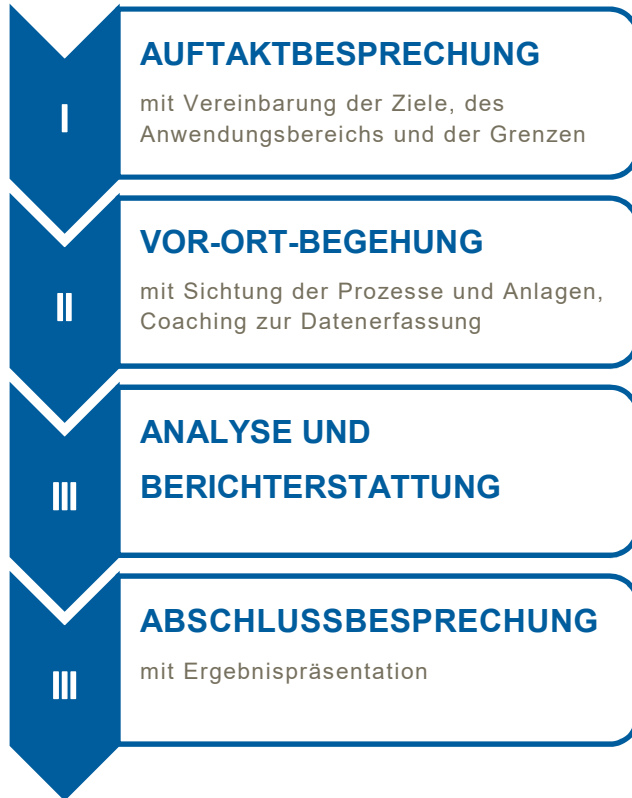 I
AUFTAKTBESPRECHUNG
mit Vereinbarung der Ziele, des
Anwendungsbereichs und der Grenzen
II
VOR-ORT-BEGEHUNG
mit Sichtung der Prozesse und Anlagen,
Coaching zur Datenerfassung
III
ANALYSE UND
BERICHTERSTATTUNG
III
ABSCHLUSSBESPRECHUNG
mit Ergebnispräsentation